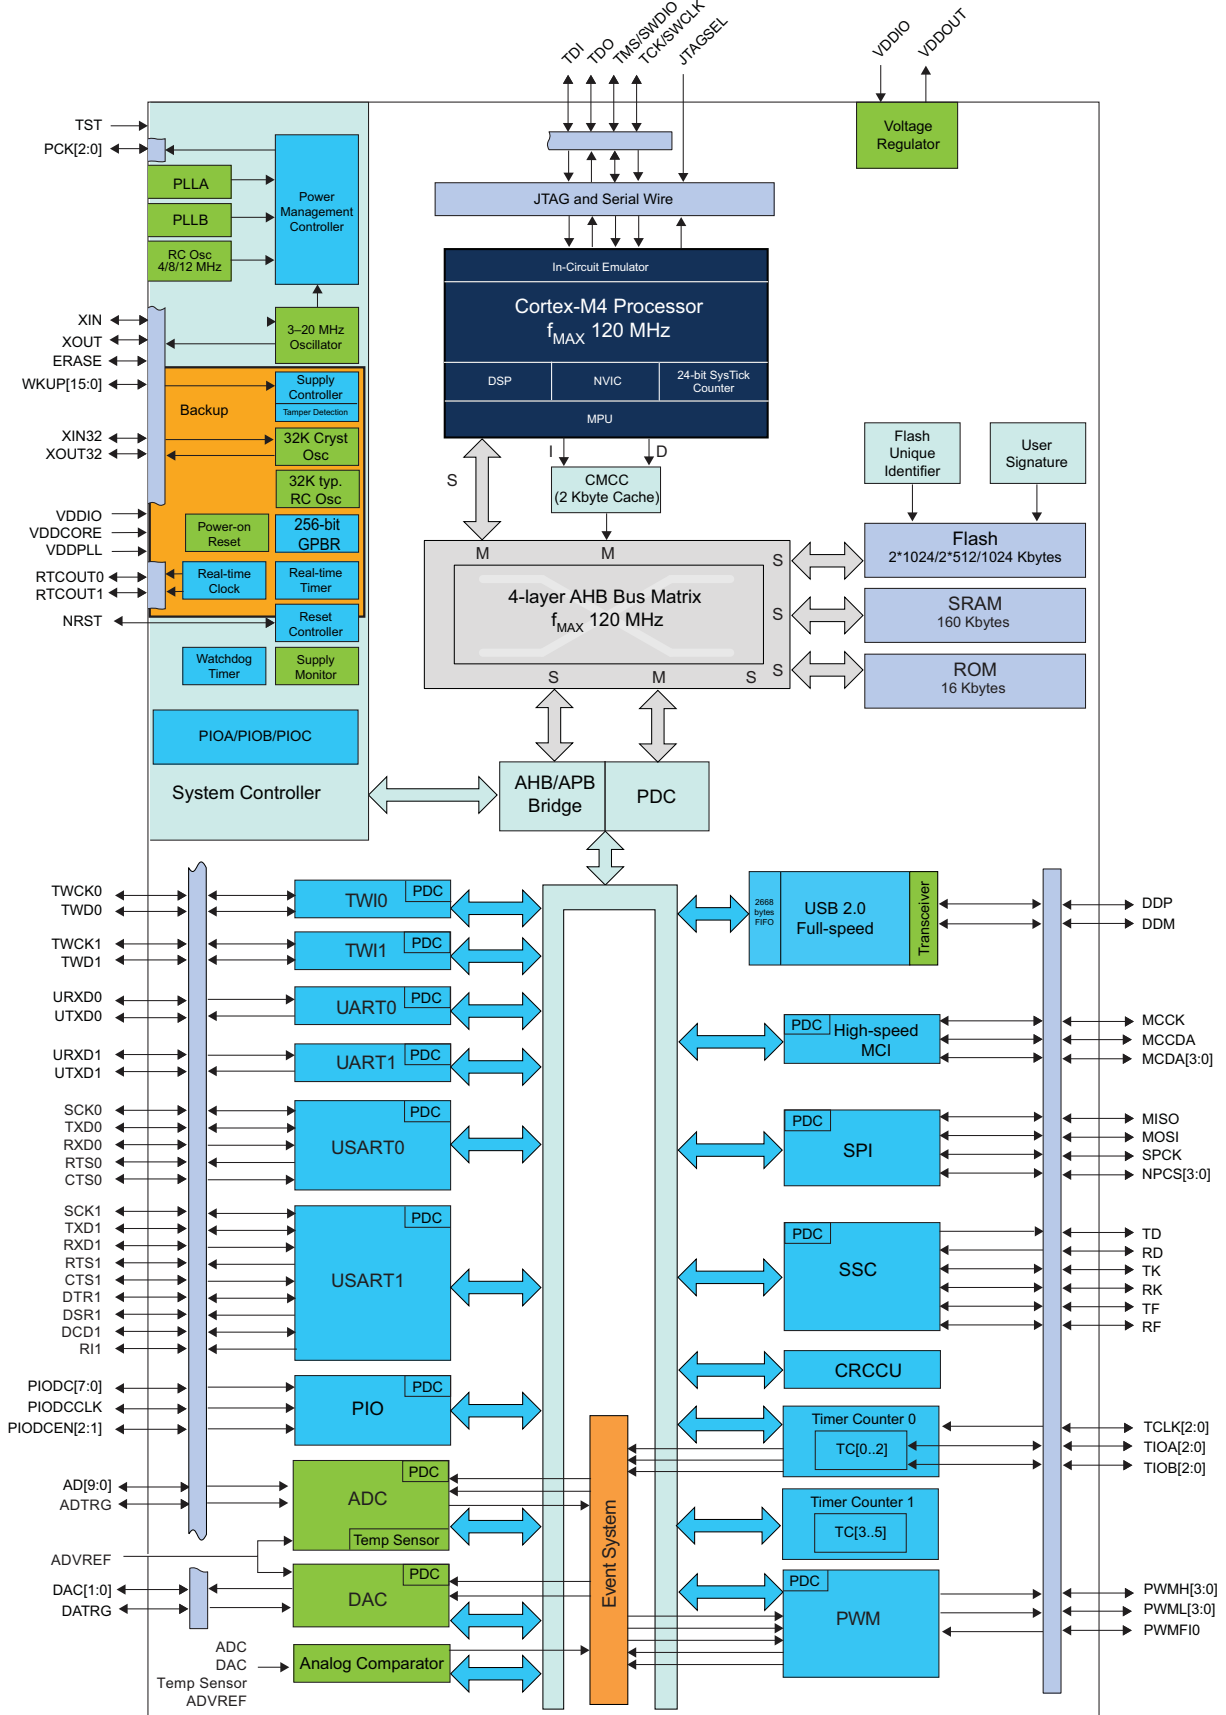 TDI
TDO
TMS/SWDIO
TCK/SWCLK
JTAGSEL
VDDIO
VDDOUT
Voltage
Regulator
TST
PCK[2:0]
PLLA
PLLB
RC Osc
4/8/12 MHz
Power
Management
Controller
JTAG and Serial Wire
In-Circuit Emulator
Cortex-M4 Processor
fMAX 120 MHz
DSP
NVIC
24-bit SysTick
Counter
MPU
XIN
XOUT
ERASE
WKUP[15:0]
XIN32
XOUT32
VDDIO
VDDCORE
VDDPLL
RTCOUT0
RTCOUT1
NRST
3–20 MHz
Oscillator
Backup
Supply
Controller
Tamper Detection
32K Cryst
Osc
32K typ.
RC Osc
Power-on
Reset
256-bit
GPBR
Real-time
Clock
Real-time
Timer
Reset
Controller
Watchdog
Timer
Supply
Monitor
PIOA/PIOB/PIOC
System Controller
S
I
D
CMCC
(2 Kbyte Cache)
Flash
Unique
Identifier
User
Signature
M
M
S
4-layer AHB Bus Matrix
fMAX 120 MHz
S
S
S
M
S
Flash
2*1024/2*512/1024 Kbytes
SRAM
160 Kbytes
ROM
16 Kbytes
AHB/APB
Bridge
PDC
TWCK0
TWD0
TWI0
PDC
TWCK1
TWD1
TWI1
PDC
URXD0
UTXD0
UART0
PDC
URXD1
UTXD1
UART1
PDC
SCK0
TXD0
RXD0
RTS0
CTS0
USART0
PDC
SCK1
TXD1
RXD1
RTS1
CTS1
DTR1
DSR1
DCD1
RI1
USART1
PDC
PIODC[7:0]
PIODCCLK
PIODCEN[2:1]
PIO
PDC
AD[9:0]
ADTRG
ADC
PDC
Temp Sensor
ADVREF
DAC[1:0]
DATRG
DAC
PDC
ADC
DAC
Temp Sensor
ADVREF
Analog Comparator
Event System
2668
bytes
FIFO
USB 2.0
Full-speed
Transceiver
DDP
DDM
PDC
High-speed
MCI
MCCK
MCCDA
MCDA[3:0]
PDC
SPI
MISO
MOSI
SPCK
NPCS[3:0]
PDC
SSC
TD
RD
TK
RK
TF
RF
CRCCU
Timer Counter 0
TC[0..2]
TCLK[2:0]
TIOA[2:0]
TIOB[2:0]
Timer Counter 1
TC[3..5]
PDC
PWM
PWMH[3:0]
PWML[3:0]
PWMFI0